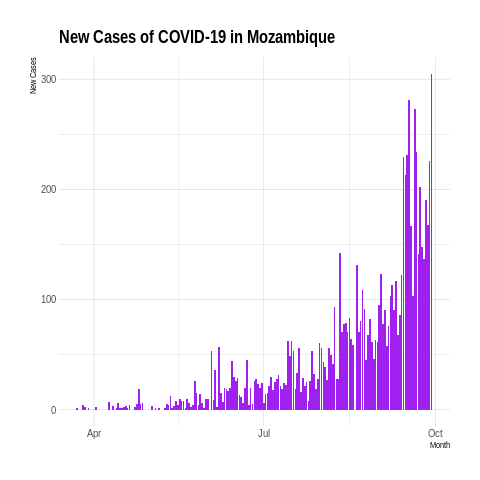 New Cases of COVID-19 in Mozambique
New Cases
300
200
100
0
Apr
Jul
Oct
Month